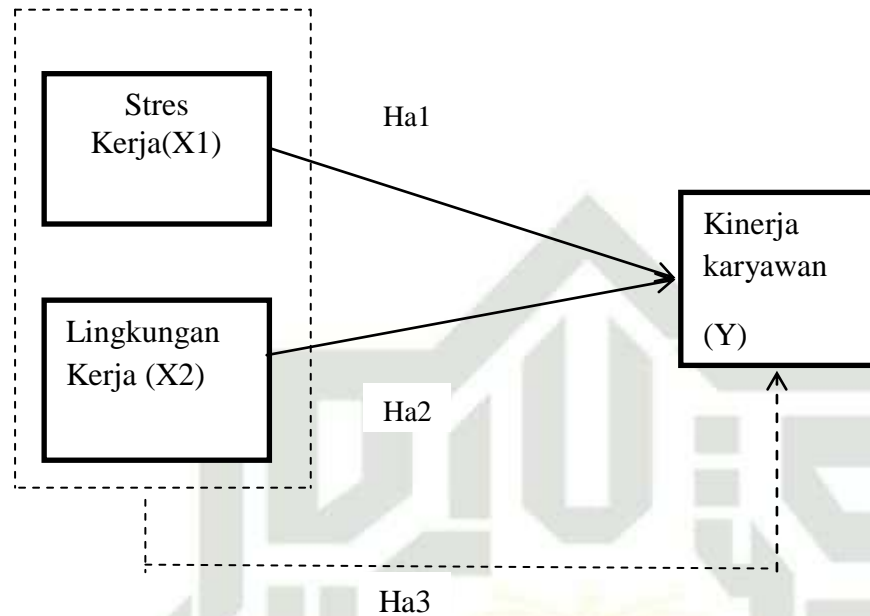 Stres
Kerja(X1)
Ha1
Kinerja
karyawan
(Y)
Lingkungan
Kerja (X2)
Ha2
Ha3